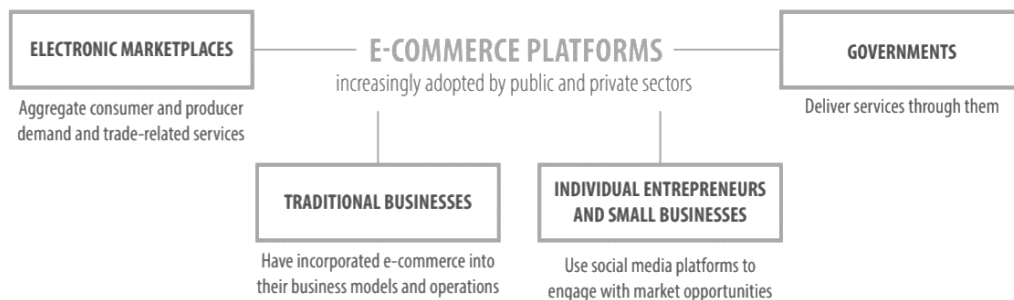 E-COMMERCE PLATFORMS
increasingly adopted by public and private sectors
ELECTRONIC MARKETPLACES
Aggregate consumer and producer
demand and trade-related services
TRADITIONAL BUSINESSES
Have incorporated e-commerce into
their business models and operations
INDIVIDUAL ENTREPRENEURS
AND SMALL BUSINESSES
Use social media platforms to
engage with market opportunities
GOVERNMENTS
Deliver services through them